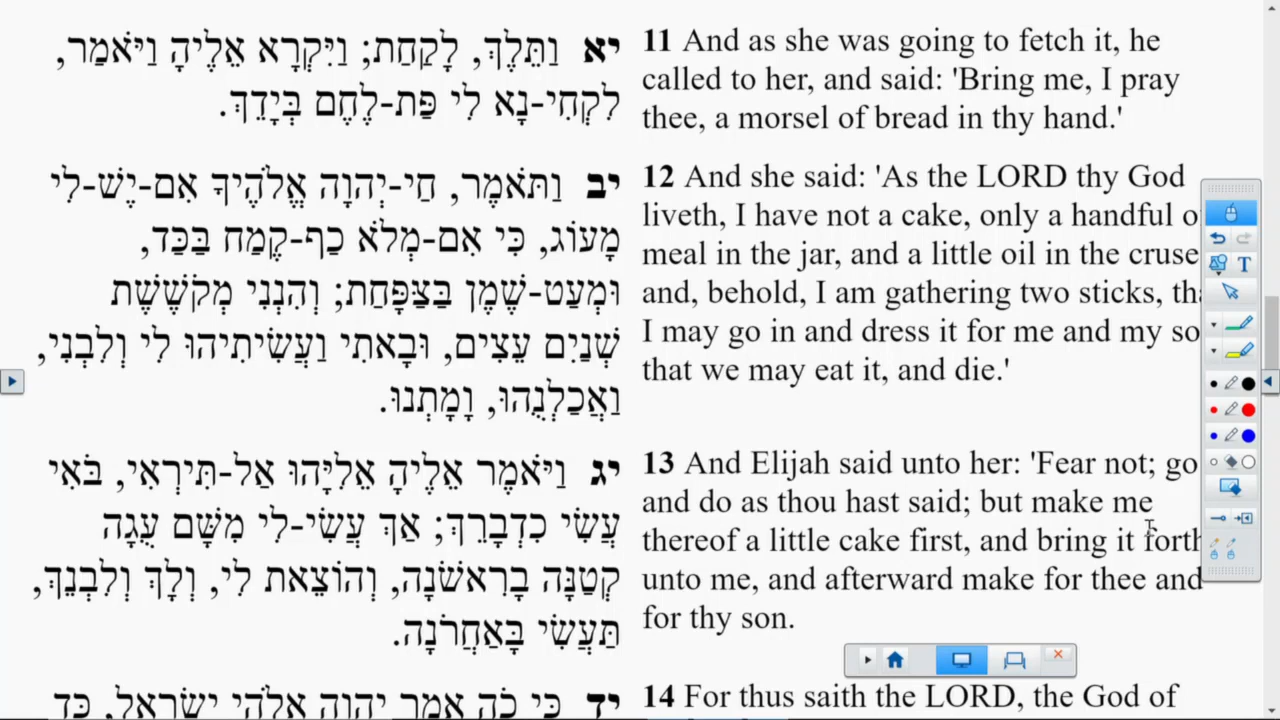 יא וַתֵּלֶךְ, לָקַחַת; וַיִּקְרָא אֵלֶיהָ וַיֹּאמַר,
לִקְחִי-נָא לִי פַּת-לֶחֶם בְּיָדֵךְ.
11 And as she was going to fetch it, he
called to her, and said: 'Bring me, I pray
thee, a morsel of bread in thy hand.'
יב וַתֹּאמֶר, חַי-יְהוָה אֱלֹהֶיךָ אִם-יֶשׁ-לִי
מָעוֹג, כִּי אִם-מְלֹא כַף-קֶמַח בַּכַּד,
וּמְעַט-שֶׁמֶן בַּצַּפָּחַת; וְהִנְנִי מְקֹשֶׁשֶׁת
שְׁנַיִם עֵצִים, וּבָאתִי וַעֲשִׂיתִיהוּ לִי וְלִבְנִי,
וַאֲכַלְנֻהוּ, וָמָתְנוּ.
12 And she said: 'As the LORD thy God
liveth, I have not a cake, only a handful o
meal in the jar, and a little oil in the cruse
and, behold, I am gathering two sticks, tha
I may go in and dress it for me and my so
that we may eat it, and die.'
יג וַיֹּאמֶר אֵלֶיהָ אֵלִיָּהוּ אַל-תִּירְאִי, בֹּאִי
עֲשִׂי כִדְבָרֵךְ; אַךְ עֲשִׂי-לִי מִשָּׁם עֻגָה
קְטַנָּה בָרִאשֹׁנָה, וְהוֹצֵאת לִי, וְלָךְ וְלִבְנֵךְ,
תַּעֲשִׂי בָּאַחֲרֹנָה.
13 And Elijah said unto her: 'Fear not; go
and do as thou hast said; but make me
thereof a little cake first, and bring it forth
unto me, and afterward make for thee and
for thy son.
יד כִּי כֹה אָמַר יְהוָה אֱלֹהֵי יִשְׂרָאֵל, כַּד
14 For thus saith the LORD, the God of
T